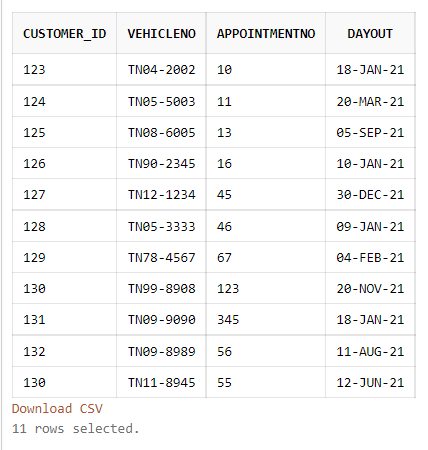 CUSTOMER_ID VEHICLENO APPOINTMENTNO DAYOUT
123 TN04-2002 10 18-JAN-21
124 TN05-5003 11 20-MAR-21
125 TN08-6005 13 05-SEP-21
126 TN90-2345 16 10-JAN-21
127 TN12-1234 45 30-DEC-21
128 TN05-3333 46 09-JAN-21
129 TN78-4567 67 04-FEB-21
130 TN99-8908 123 20-NOV-21
131 TN09-9090 345 18-JAN-21
132 TN09-8989 56 11-AUG-21
130 TN11-8945 55 12-JUN-21
Download CSV
11 rows selected.